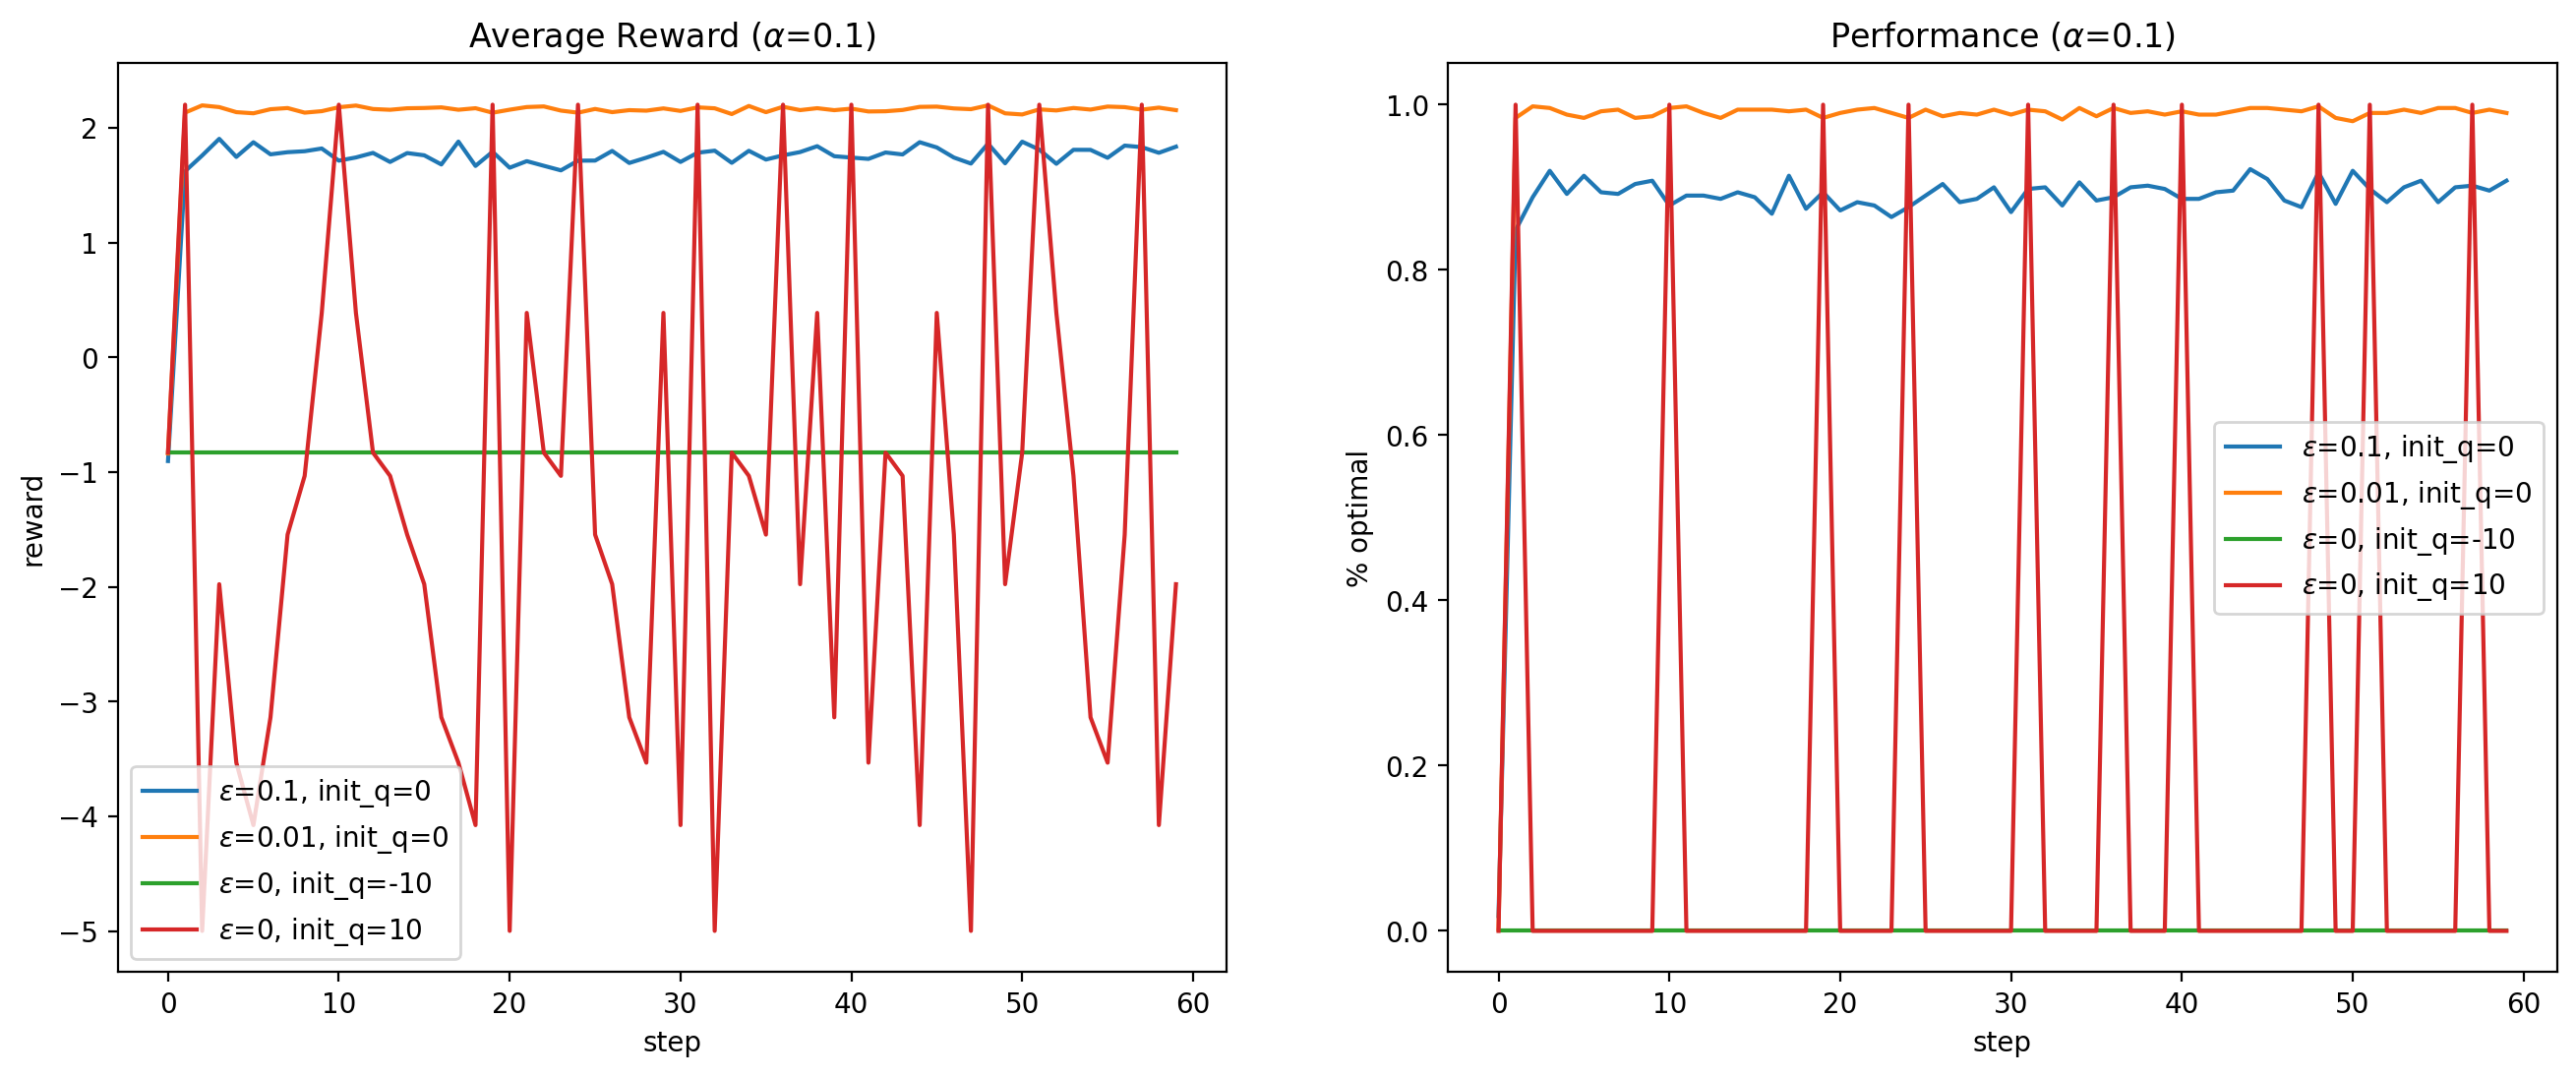 Average Reward (α=0.1)
reward
2
1
0
−1
−2
−3
−4
−5
ε=0.1, init_q=0
ε=0.01, init_q=0
ε=0, init_q=-10
ε=0, init_q=10
0 10 20 30 40 50 60
step
Performance (α=0.1)
% optimal
1.0
0.8
0.6
0.4
0.2
0.0
ε=0.1, init_q=0
ε=0.01, init_q=0
ε=0, init_q=-10
ε=0, init_q=10
0 10 20 30 40 50 60
step